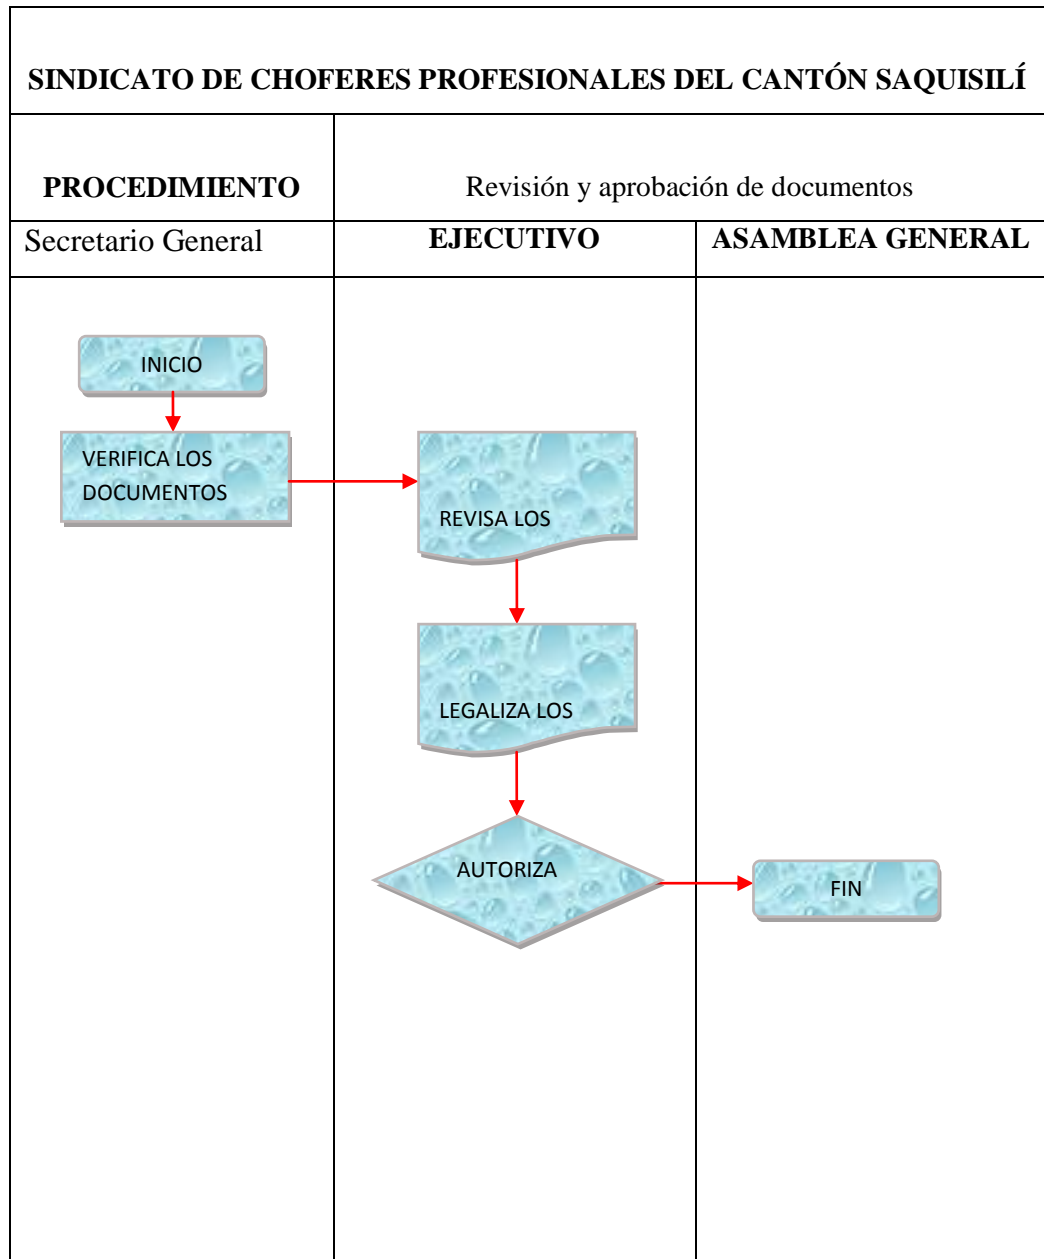 SINDICATO DE CHOFERES PROFESIONALES DEL CANTÓN SAQUISILÍ
PROCEDIMIENTO
Revisión y aprobación de documentos
Secretario General
EJECUTIVO
ASAMBLEA GENERAL
INICIO
VERIFICA LOS
DOCUMENTOS
REVISA LOS
LEGALIZA LOS
AUTORIZA
FIN